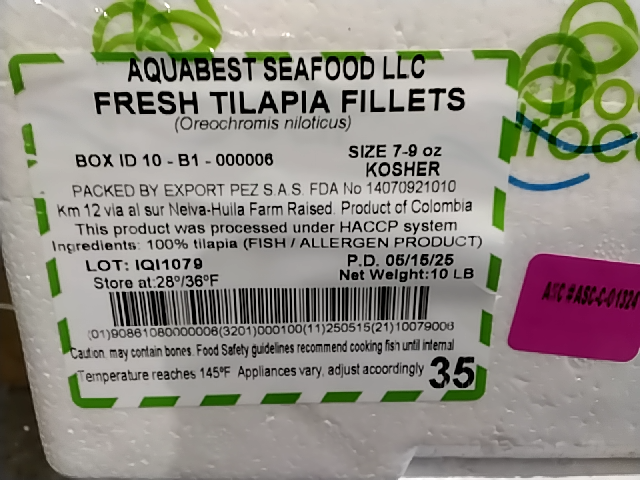 AQUABEST SEAFOOD LLC
FRESH TILAPIA FILLETS
(Oreochromis niloticus)
BOX ID 10 - B1 - 000006
SIZE 7-9 oz
KOSHER
PACKED BY EXPORT PEZ S.A.S. FDA No 14070921010
Km 12 via al sur Neiva-Huila Farm Raised. Product of Colombia
This product was processed under HACCP system
Ingredients: 100% tilapia (FISH / ALLERGEN PRODUCT)
LOT: IQI1079
P.D. 05/15/25
Store at:28°/36°F
Net Weight:10 LB
(01)90861080000006(3201)000100(11)250515(21)10079006
Caution, may contain bones. Food Safety guidelines recommend cooking fish until internal
Temperature reaches 145°F. Appliances vary, adjust acoordingly
35
ASC-C-01324